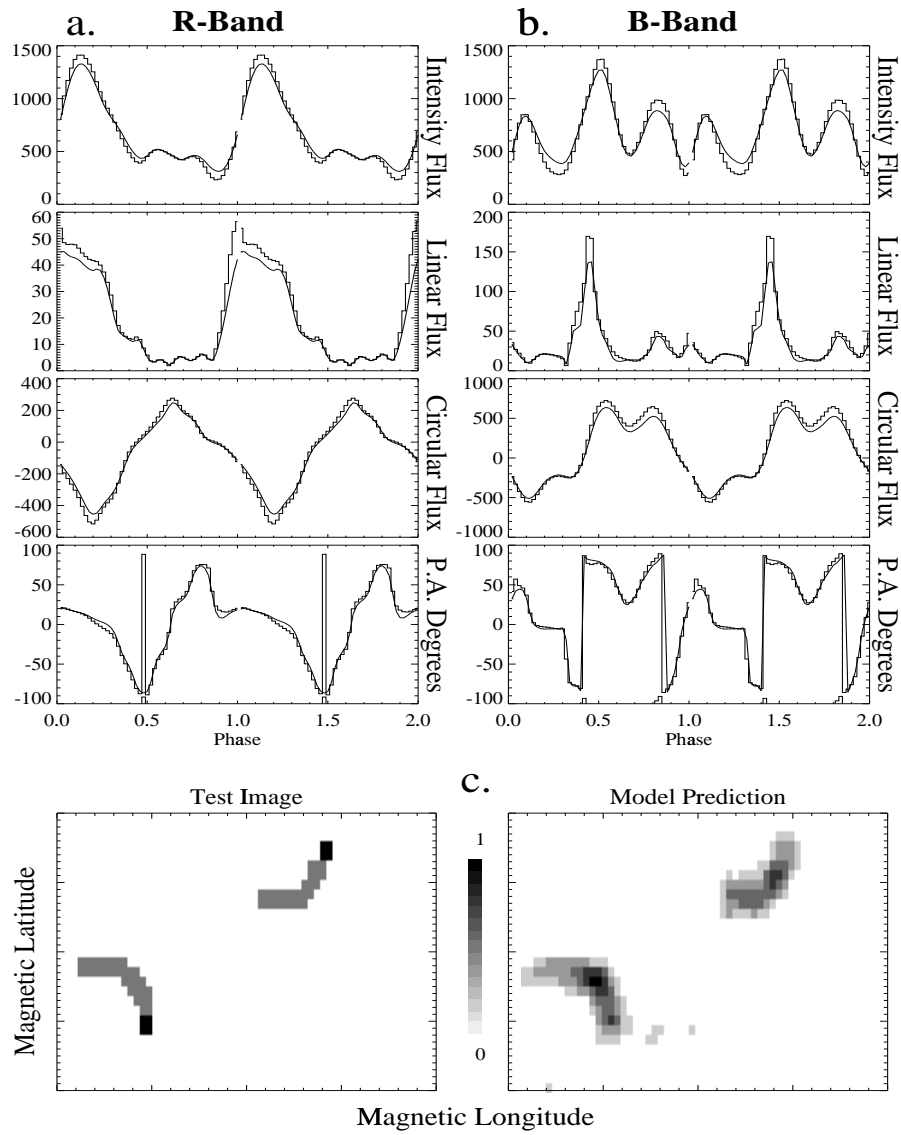 a. R-Band
b. B-Band
1500
1000
500
0
Intensity Flux
1500
1000
500
0
Intensity Flux
60
50
40
30
20
10
0
Linear Flux
200
150
100
50
0
Linear Flux
400
200
0
-200
-400
-600
Circular Flux
1000
500
0
-500
-1000
Circular Flux
100
50
0
-50
-100
P.A. Degrees
100
50
0
-50
-100
P.A. Degrees
0.0 0.5 1.0 1.5 2.0
Phase
0.0 0.5 1.0 1.5 2.0
Phase
c.
Test Image
Model Prediction
1
0
Magnetic Latitude
Magnetic Longitude